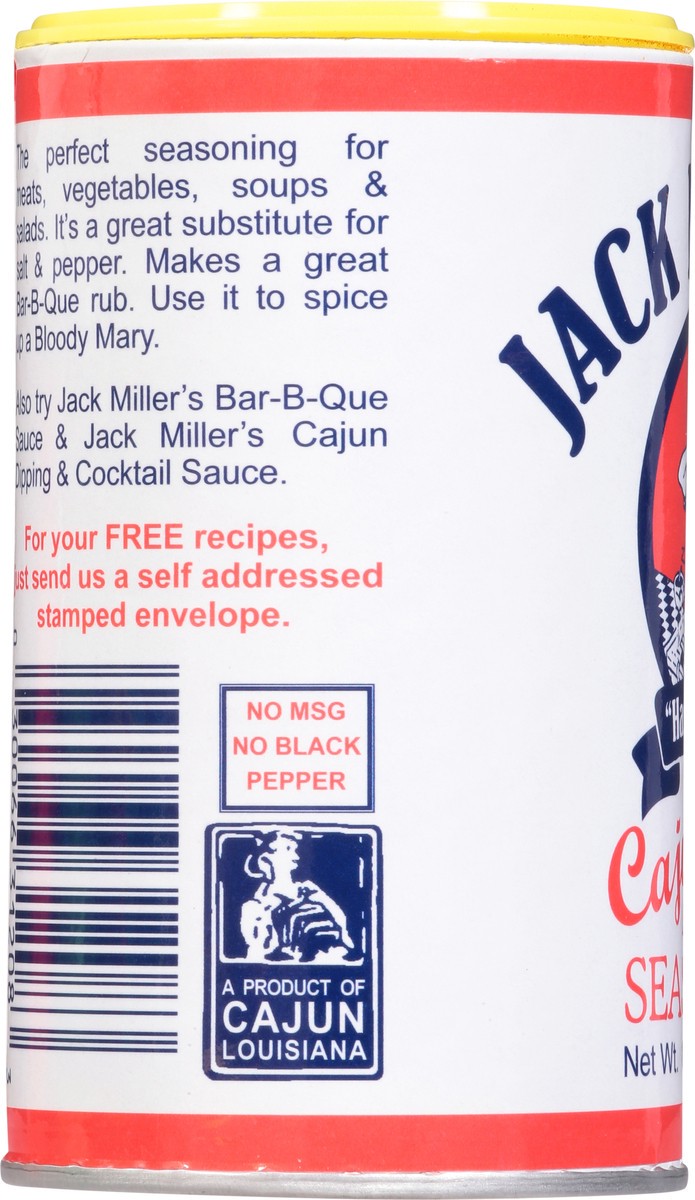 The perfect seasoning for
meats, vegetables, soups &
salads. It's a great substitute for
salt & pepper. Makes a great
Bar-B-Que rub. Use it to spice
up a Bloody Mary.
Also try Jack Miller's Bar-B-Que
Sauce & Jack Miller's Cajun
Dipping & Cocktail Sauce.
For your FREE recipes,
just send us a self addressed
stamped envelope.
NO MSG
NO BLACK
PEPPER
A PRODUCT OF
CAJUN
LOUISIANA
JACK
"Ha
Caj
SEA
Net Wt.